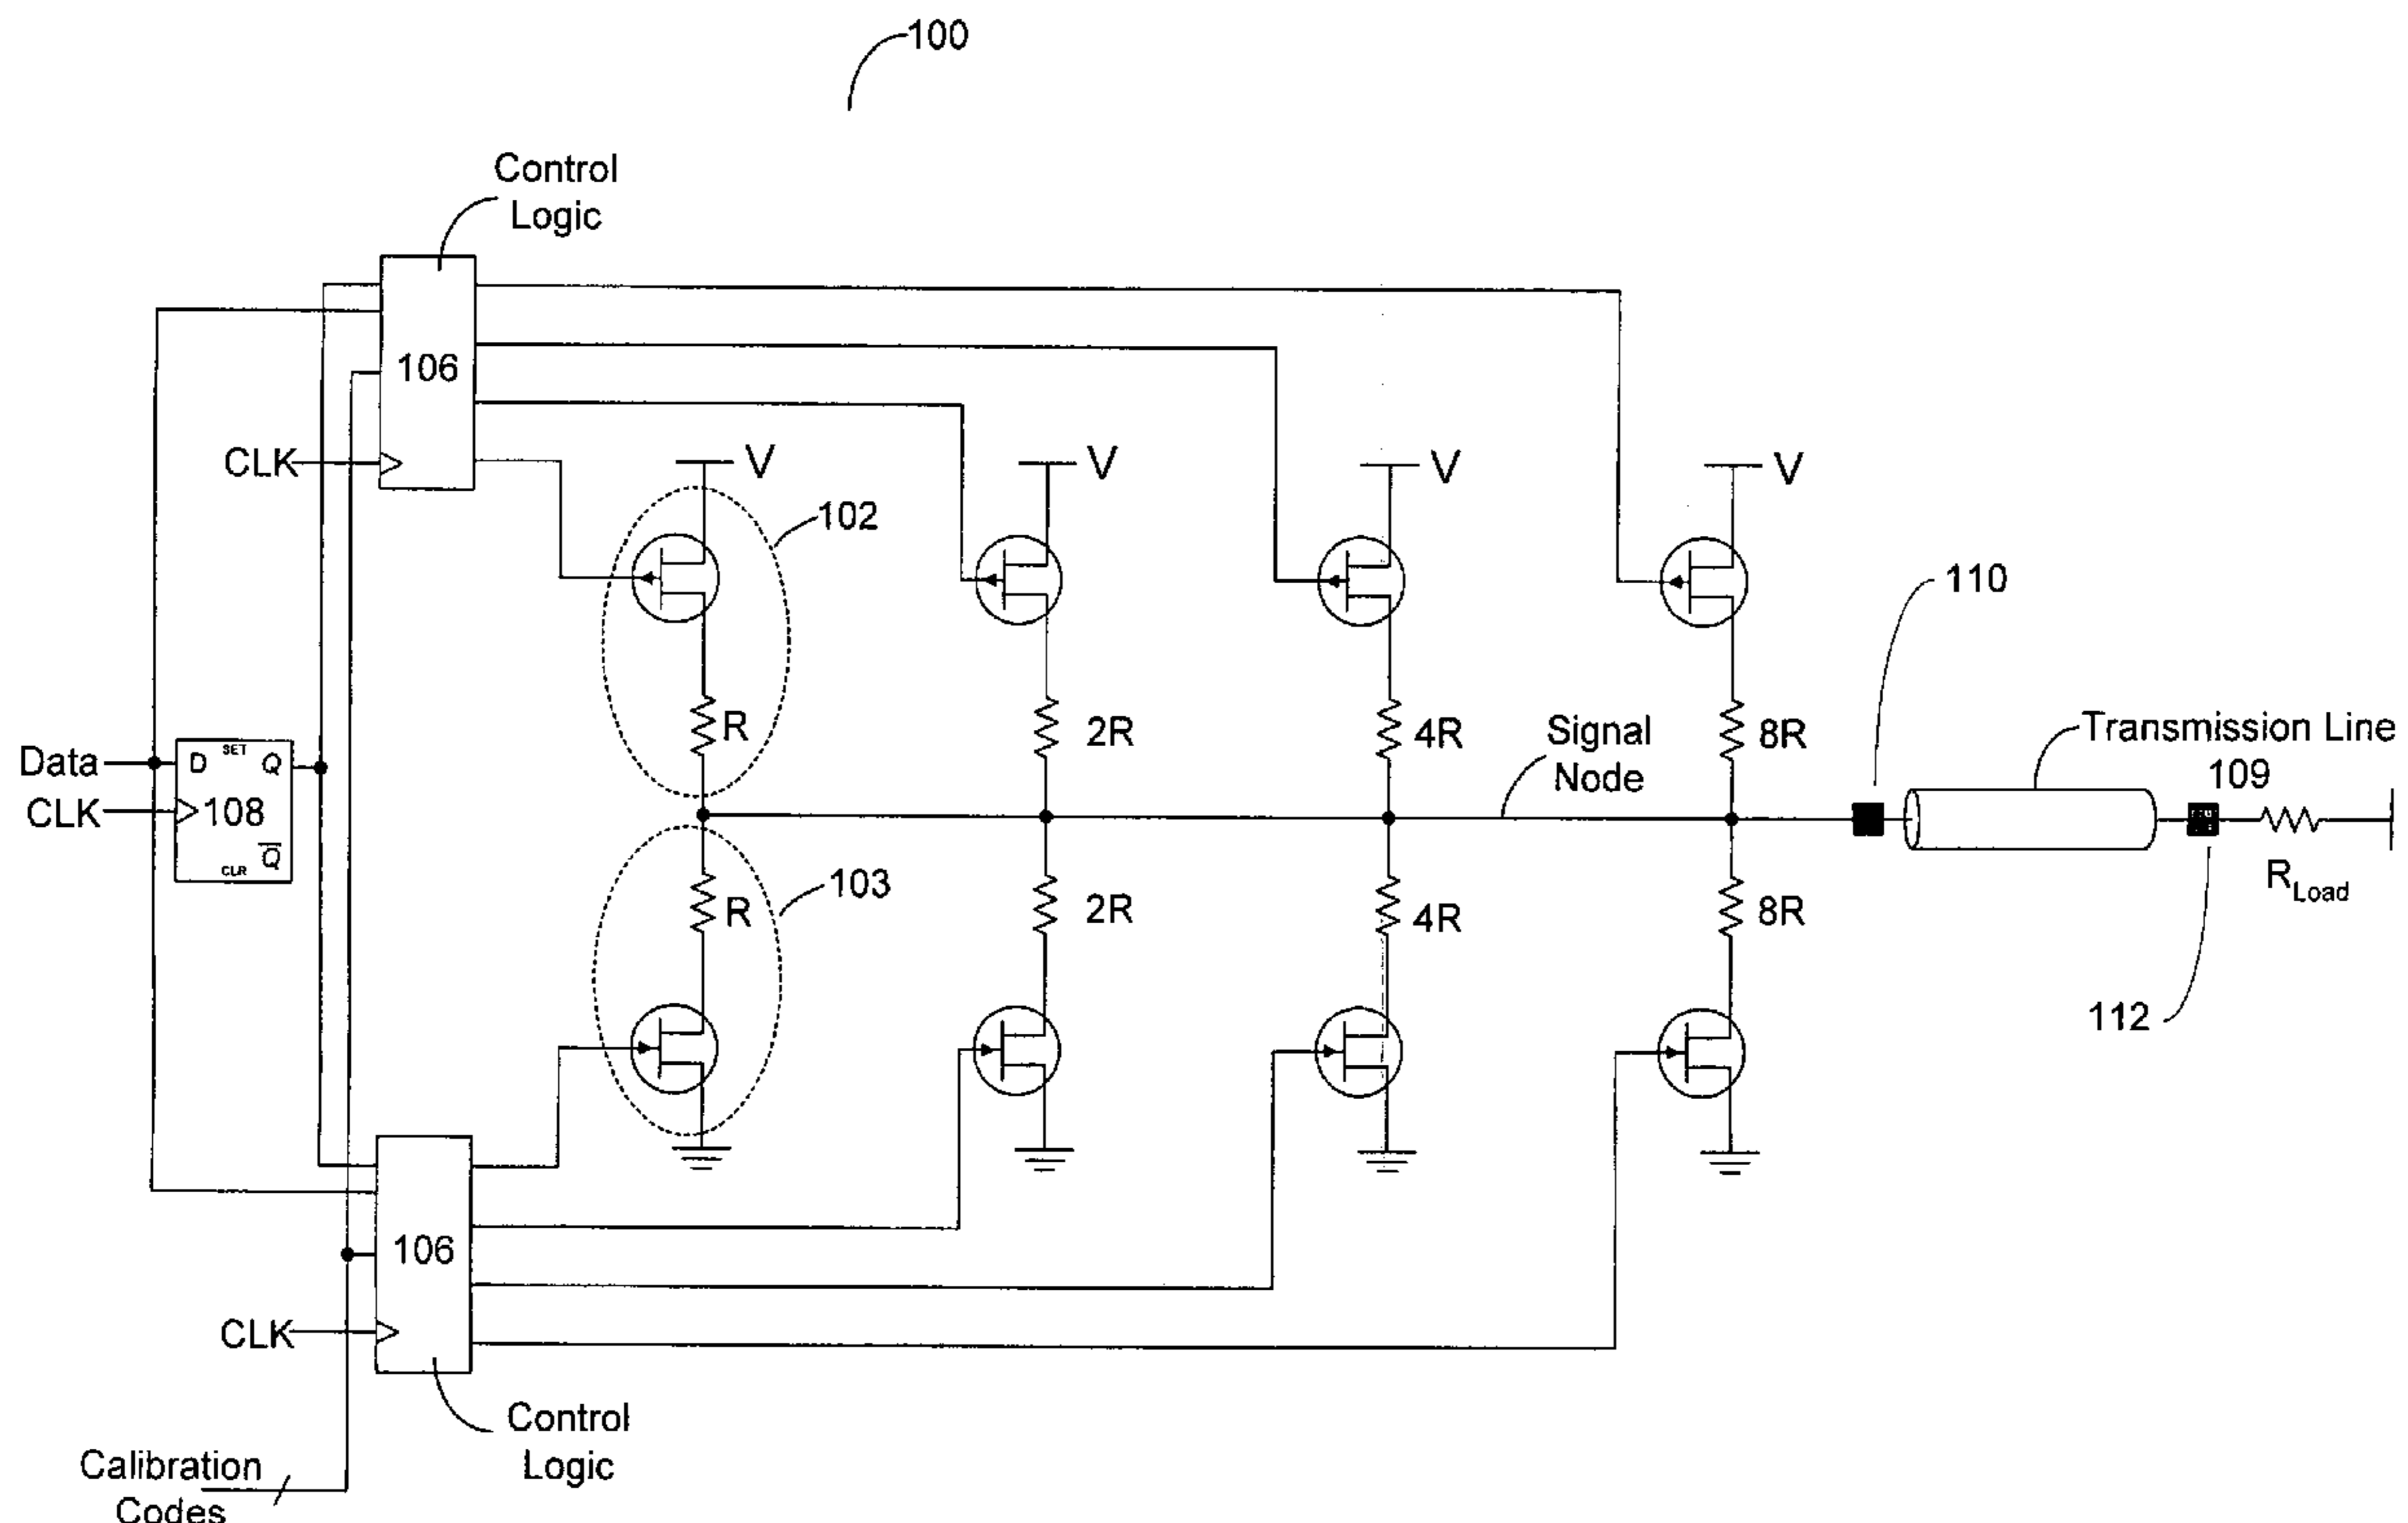 100
Control
Logic
106
CLK
V
V
V
V
102
110
R
2R
4R
8R
Signal
Node
Transmission Line
109
Data
D
SET
Q
CLK
108
Q
CLR
R
2R
4R
8R
103
R_Load
112
106
CLK
Control
Logic
Calibration
Codes